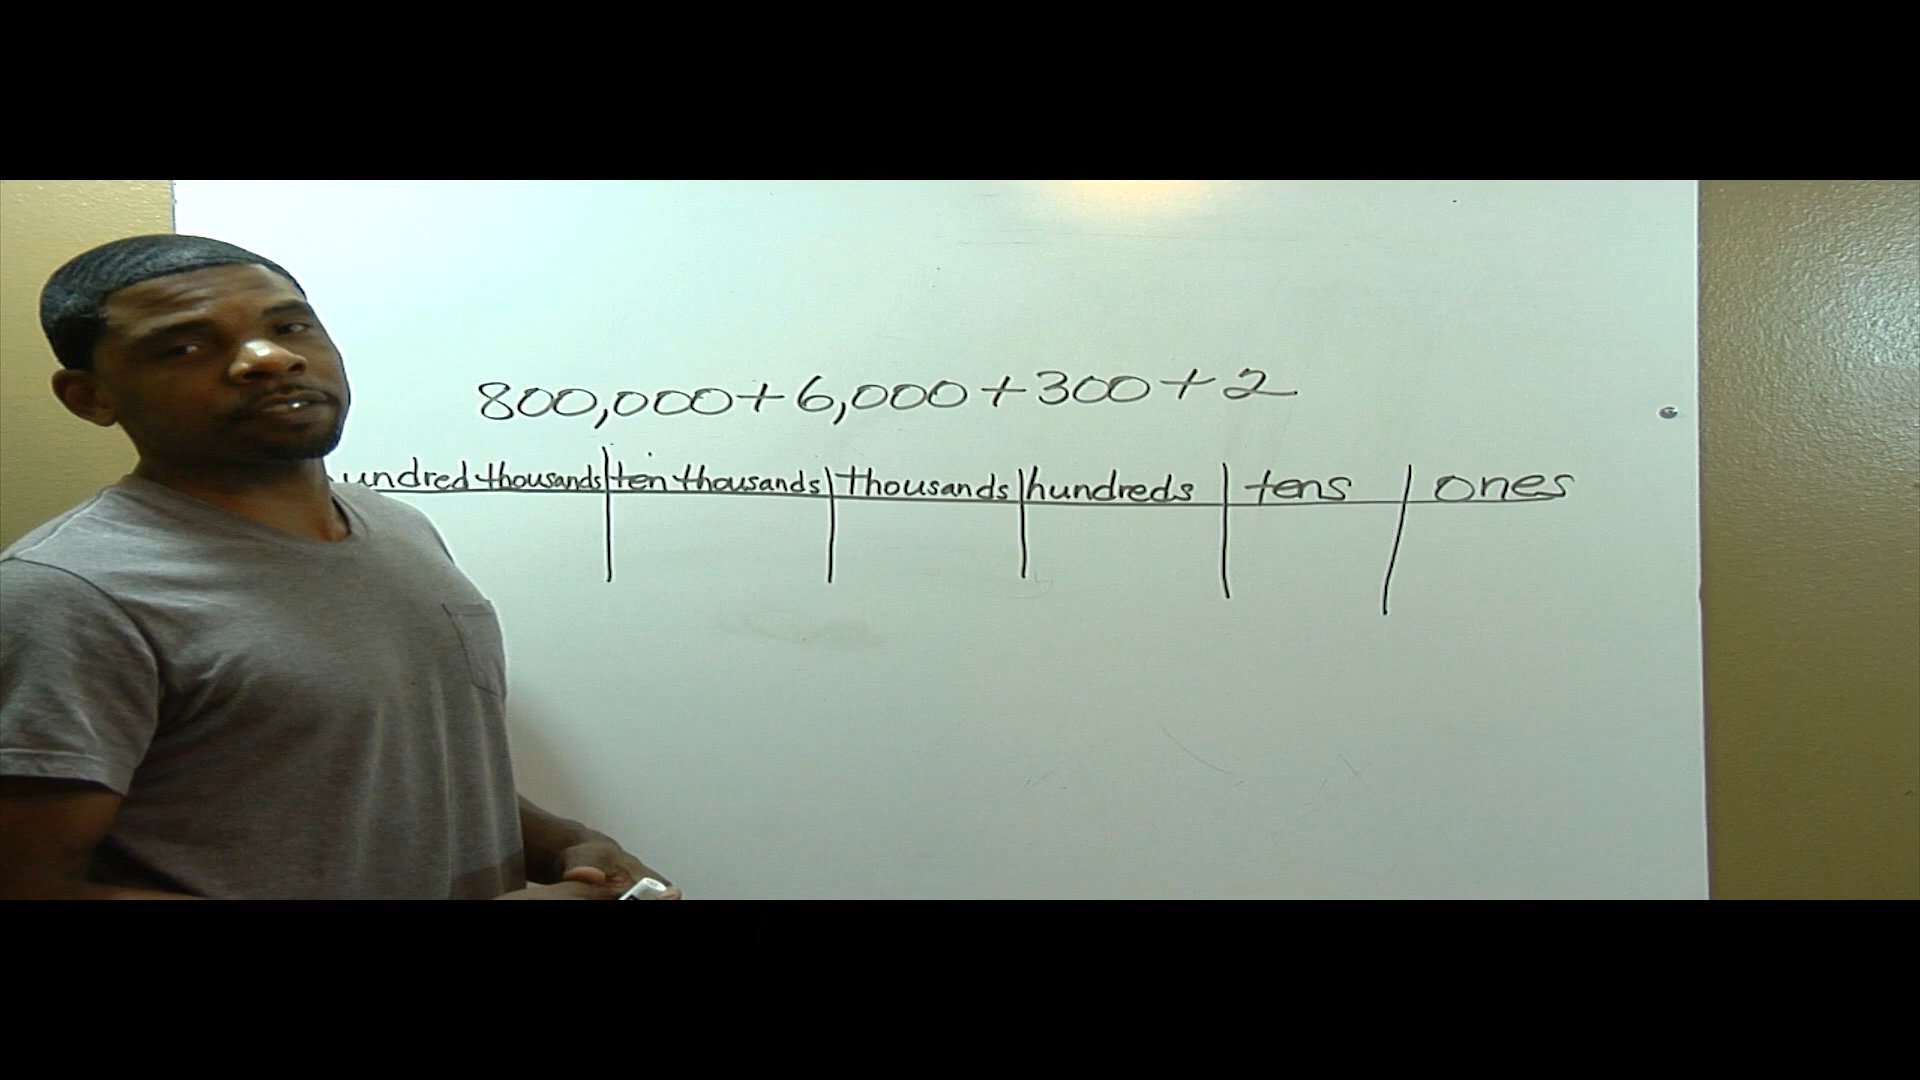 800,000+6,000+300+2
undred thousands ten thousands thousands hundreds tens ones